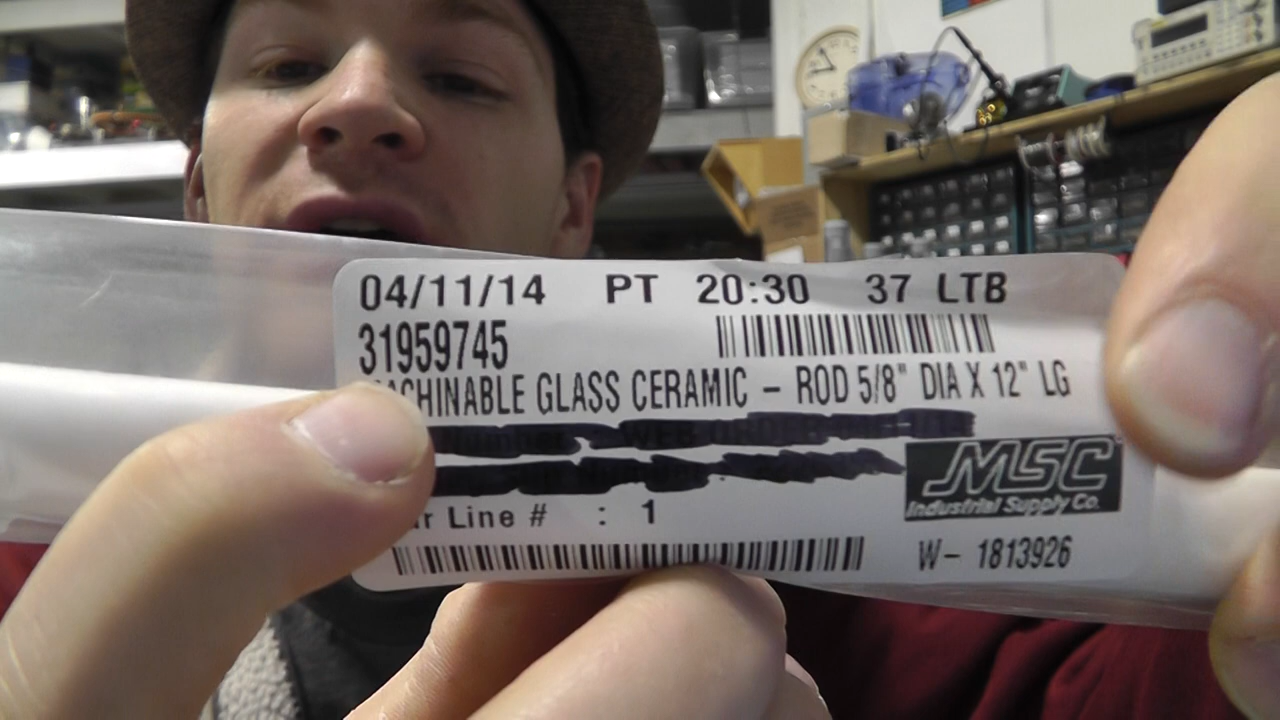 04/11/14 PT 20:30 37 LTB
31959745
CHINABLE GLASS CERAMIC - ROD 5/8" DIA X 12" LG
Line # : 1
MSC
Industrial Supply Co.
W- 1813926